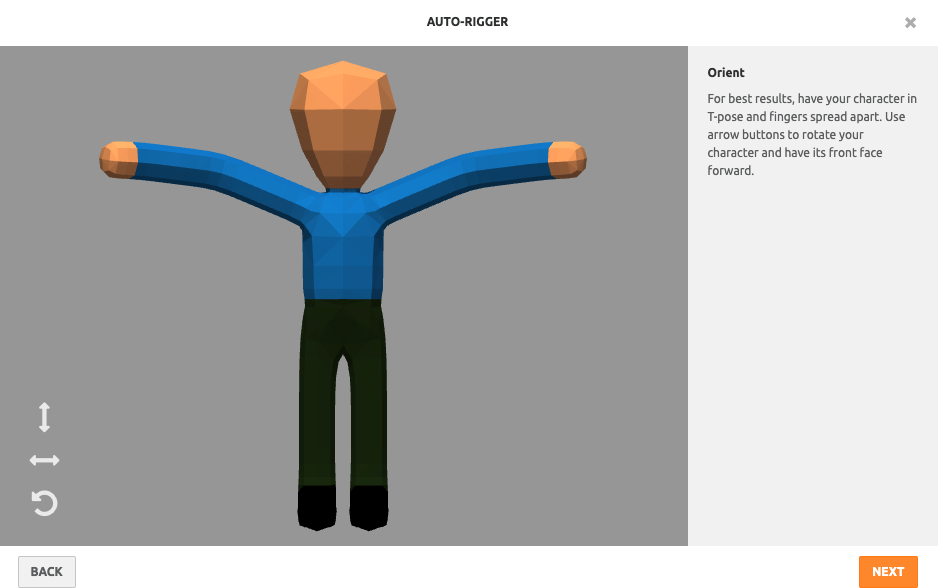 AUTO-RIGGER
Orient
For best results, have your character in
T-pose and fingers spread apart. Use
arrow buttons to rotate your
character and have its front face
forward.
BACK
NEXT